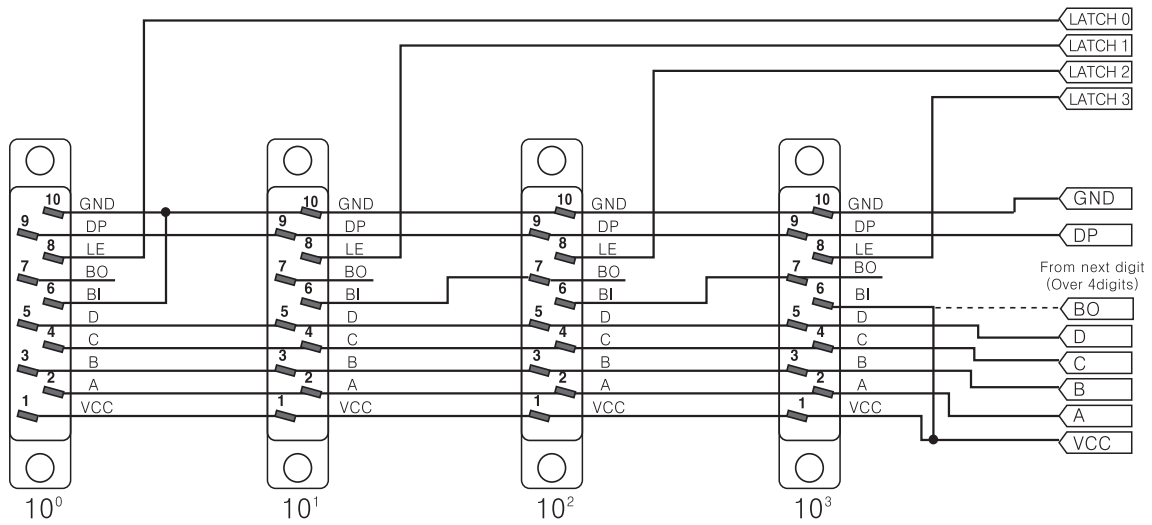 LATCH 0
LATCH 1
LATCH 2
LATCH 3
10 GND 10 GND 10 GND 10 GND GND
9 DP 9 DP 9 DP 9 DP DP
8 LE 8 LE 8 LE 8 LE
7 BO 7 BO 7 BO 7 BO
From next digit
(Over 4digits)
6 BI 6 BI 6 BI 6 BI BO
5 D 5 D 5 D 5 D D
4 C 4 C 4 C 4 C C
3 B 3 B 3 B 3 B B
2 A 2 A 2 A 2 A A
1 VCC 1 VCC 1 VCC 1 VCC VCC
10⁰ 10¹ 10² 10³